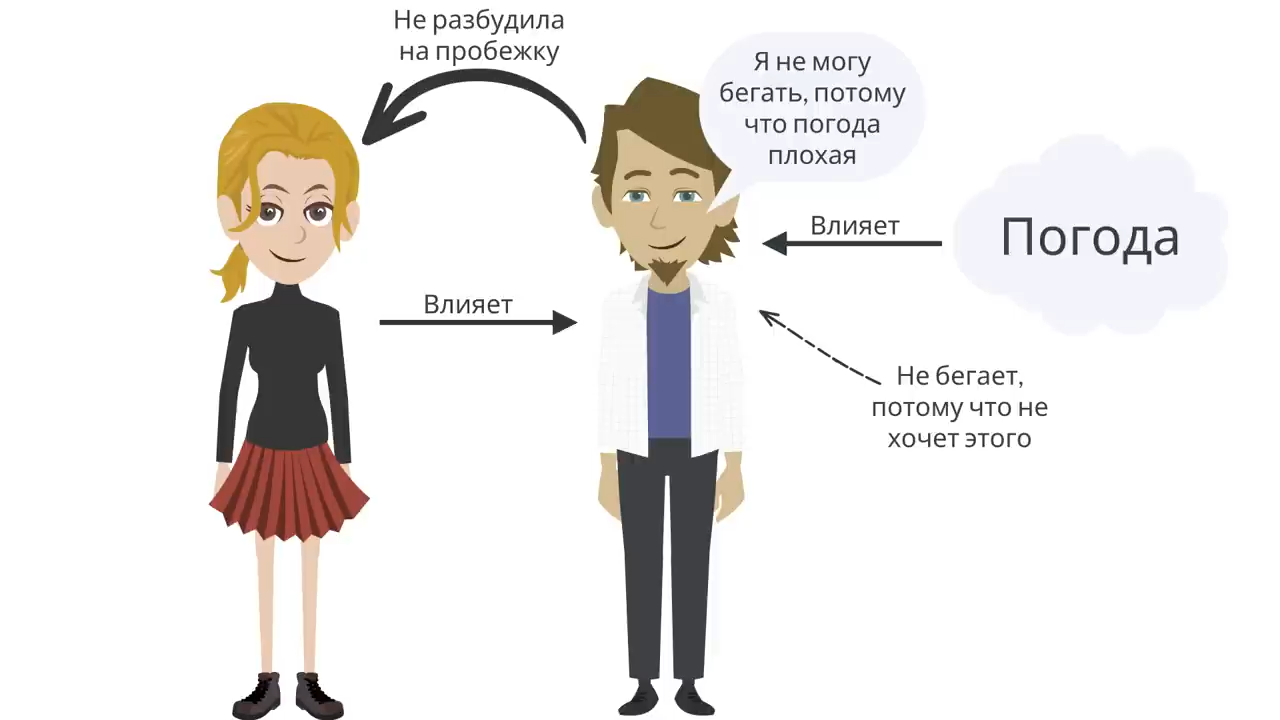 Не разбудила
на пробежку
Я не могу
бегать, потому
что погода
плохая
Влияет
Погода
Влияет
Не бегает,
потому что не
хочет этого